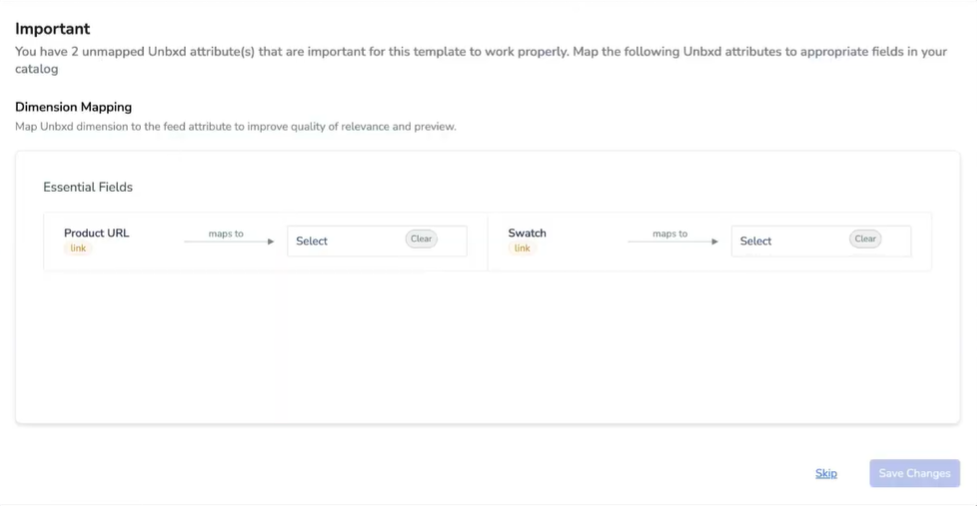 Important
You have 2 unmapped Unbxd attribute(s) that are important for this template to work properly. Map the following Unbxd attributes to appropriate fields in your
catalog
Dimension Mapping
Map Unbxd dimension to the feed attribute to improve quality of relevance and preview.
Essential Fields
Product URL maps to Select Clear Swatch maps to Select Clear
link link
Skip Save Changes